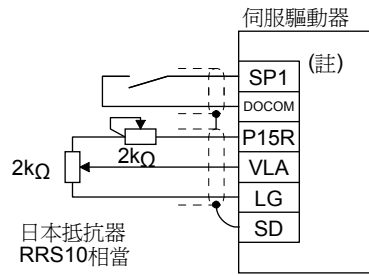 伺服驅動器
(註)
SP1
DOCOM
P15R
2kΩ
2kΩ
VLA
LG
SD
日本抵抗器
RRS10相當